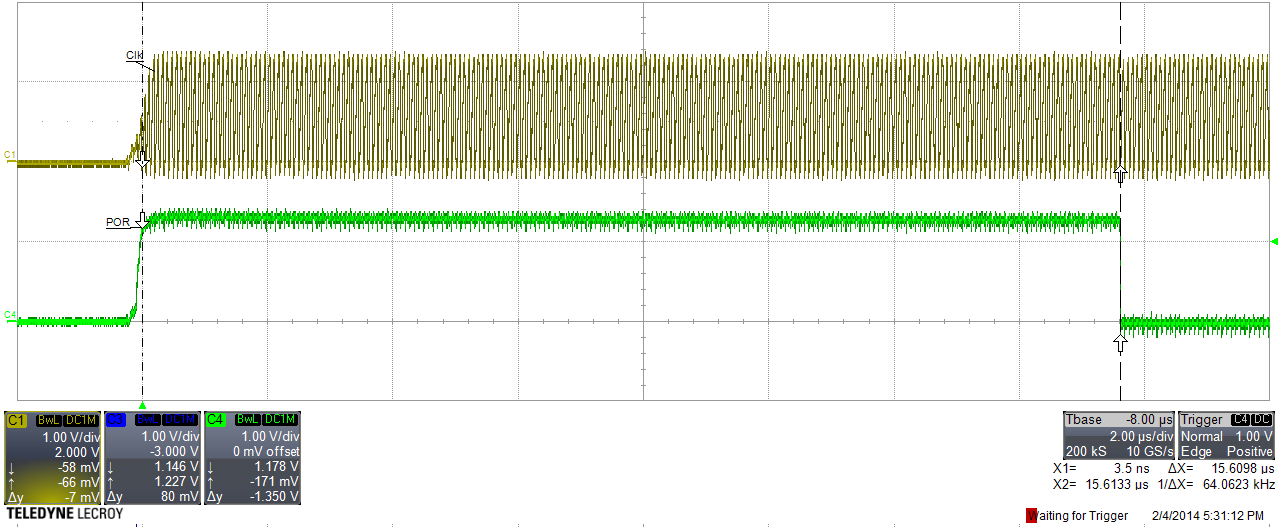 Clk
C1
POR
C4
C1 BwL DC1M
1.00 V/div
2.000 V
↓ -58 mV
↑ -66 mV
Δy -7 mV
BwL DC1M
1.00 V/div
-3.000 V
↓ 1.146 V
↑ 1.227 V
Δy 80 mV
C4 BwL DC1M
1.00 V/div
0 mV offset
↓ 1.178 V
↑ -171 mV
Δy -1.350 V
Tbase -8.00 µs
2.00 µs/div
200 kS 10 GS/s
Trigger C4 DC
Normal 1.00 V
Edge Positive
X1= 3.5 ns ΔX= 15.6098 µs
X2= 15.6133 µs 1/ΔX= 64.0623 kHz
TELEDYNE LECROY
Waiting for Trigger 2/4/2014 5:31:12 PM